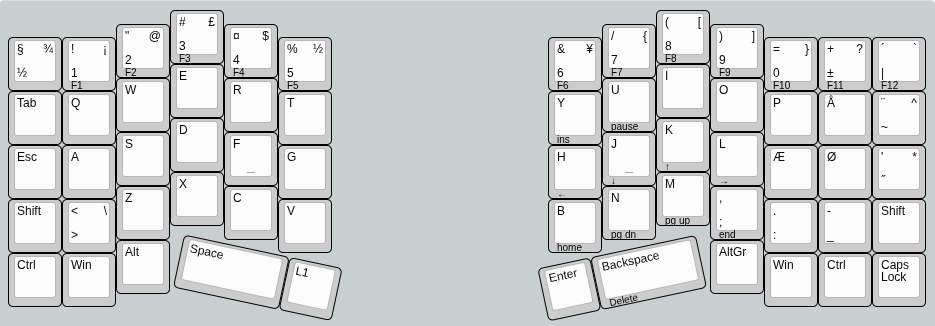 § ¾
½
! ¡
1
F1
" @
2
F2
# £
3
F3
¤ $
4
F4
% ½
5
F5
& ¥
6
F6
/ {
7
F7
( [
8
F8
) ]
9
F9
= }
0
F10
+ ?
±
F11
´ `
|
F12
Tab
Q
W
E
R
T
Y
ins
U
pause
I
O
P
Å
¨ ^
~
Esc
A
S
D
F
_
G
H
←
J
_
↓
K
↑
L
→
Æ
Ø
' *
˝
Shift
< \
>
Z
X
C
V
B
home
N
pg dn
M
pg up
,
;
end
.
:
-
_
Shift
Ctrl
Win
Alt
Space
L1
Enter
Backspace
Delete
AltGr
Win
Ctrl
Caps
Lock